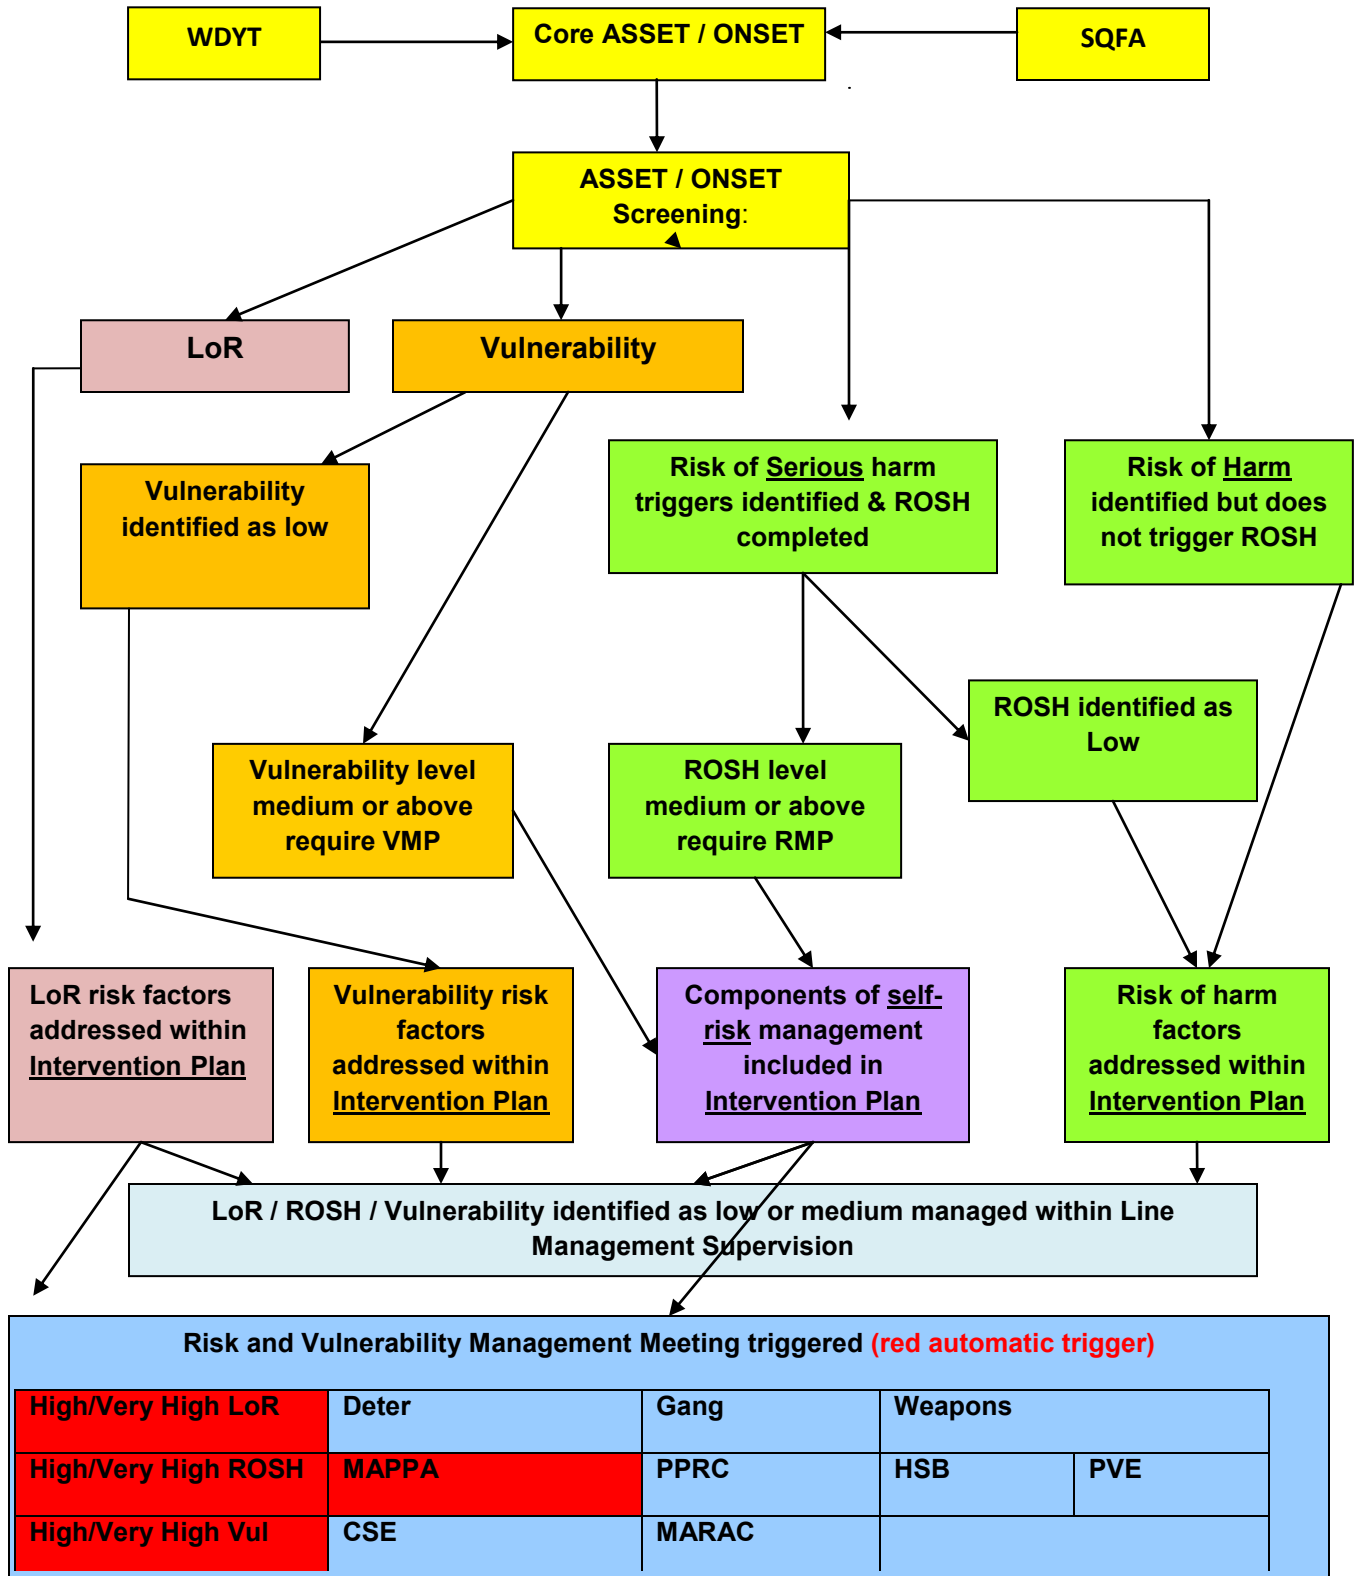 WDYT
Core ASSET / ONSET
SQFA
ASSET / ONSET
Screening:
LoR
Vulnerability
Vulnerability
identified as low
Risk of Serious harm
triggers identified & ROSH
completed
Risk of Harm
identified but does
not trigger ROSH
ROSH identified as
Low
Vulnerability level
medium or above
require VMP
ROSH level
medium or above
require RMP
LoR risk factors
addressed within
Intervention Plan
Vulnerability risk
factors
addressed within
Intervention Plan
Components of self-
risk management
included in
Intervention Plan
Risk of harm
factors
addressed within
Intervention Plan
LoR / ROSH / Vulnerability identified as low or medium managed within Line
Management Supervision
Risk and Vulnerability Management Meeting triggered (red automatic trigger)
High/Very High LoR Deter Gang Weapons
High/Very High ROSH MAPPA PPRC HSB PVE
High/Very High Vul CSE MARAC